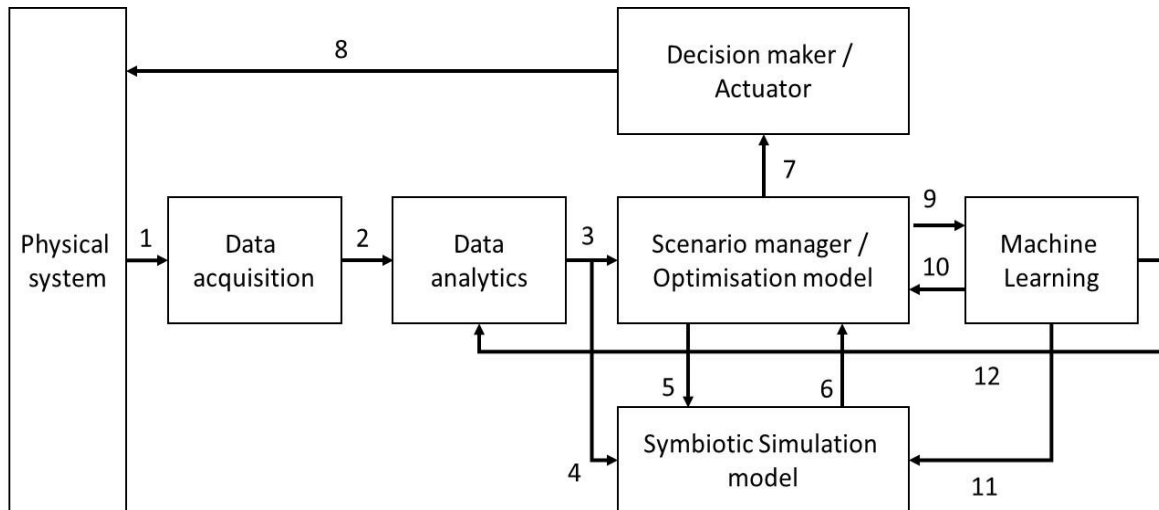 8
Decision maker /
Actuator
7
Physical
system
1
Data
acquisition
2
Data
analytics
3
Scenario manager /
Optimisation model
9
10
Machine
Learning
5
6
12
4
Symbiotic Simulation
model
11